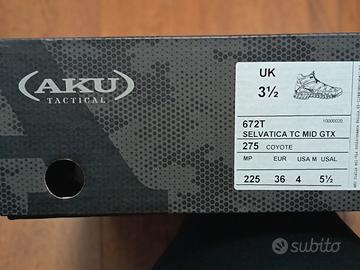 (AKU)
TACTICAL
UK
3½
672T 10000020
SELVATICA TC MID GTX
275 COYOTE
MP EUR USA M USAL
225 36 4 5½
subito